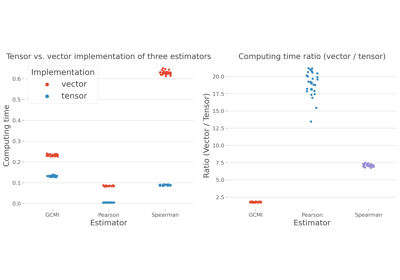 Tensor vs. vector implementation of three estimators
Implementation
vector
tensor
Computing time
0.6
0.5
0.4
0.3
0.2
0.1
0.0
GCMI
Pearson
Spearman
Estimator
Computing time ratio (vector / tensor)
Ratio (Vector / Tensor)
20.0
17.5
15.0
12.5
10.0
7.5
5.0
2.5
GCMI
Pearson
Spearman
Estimator